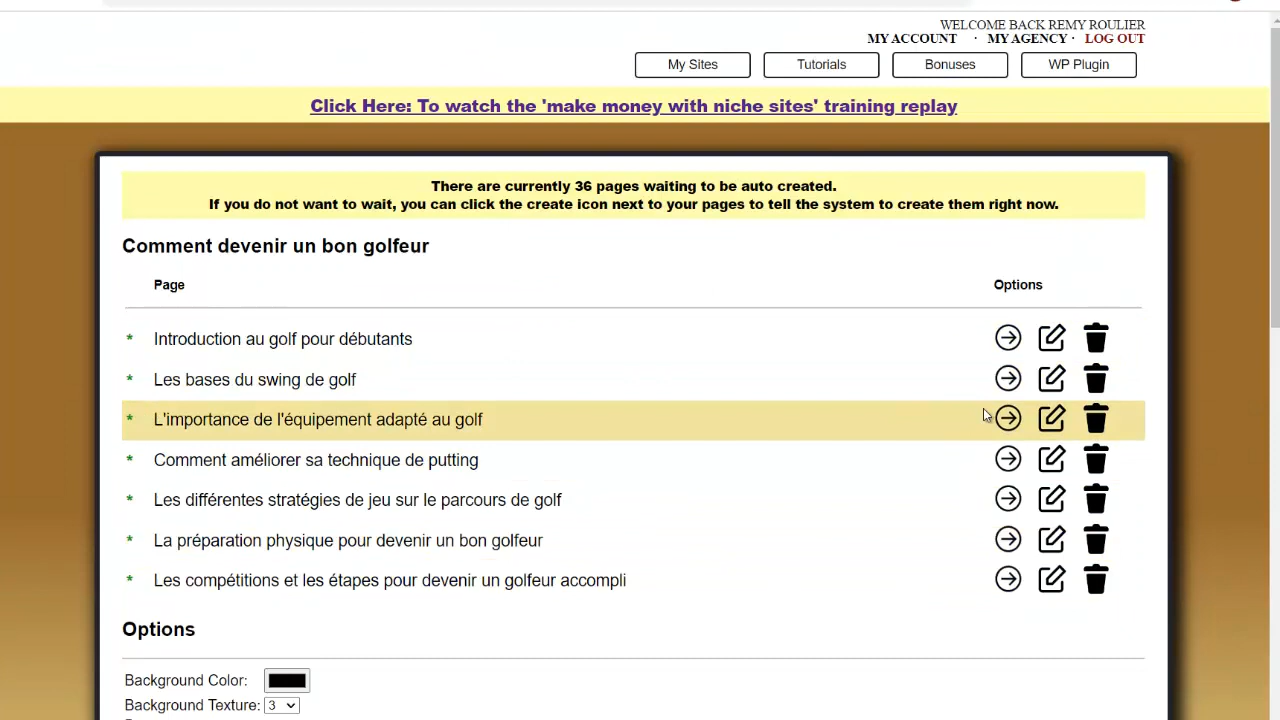 WELCOME BACK REMY ROULIER
MY ACCOUNT · MY AGENCY · LOG OUT
My Sites Tutorials Bonuses WP Plugin
Click Here: To watch the 'make money with niche sites' training replay
There are currently 36 pages waiting to be auto created.
If you do not want to wait, you can click the create icon next to your pages to tell the system to create them right now.
Comment devenir un bon golfeur
Page Options
* Introduction au golf pour débutants
* Les bases du swing de golf
* L'importance de l'équipement adapté au golf
* Comment améliorer sa technique de putting
* Les différentes stratégies de jeu sur le parcours de golf
* La préparation physique pour devenir un bon golfeur
* Les compétitions et les étapes pour devenir un golfeur accompli
Options
Background Color:
Background Texture: 3